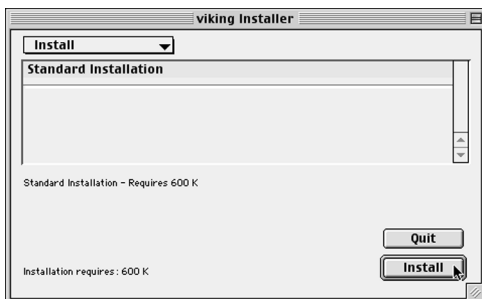 viking Installer
Install
Standard Installation
Standard Installation - Requires 600 K
Quit
Installation requires : 600 K
Install